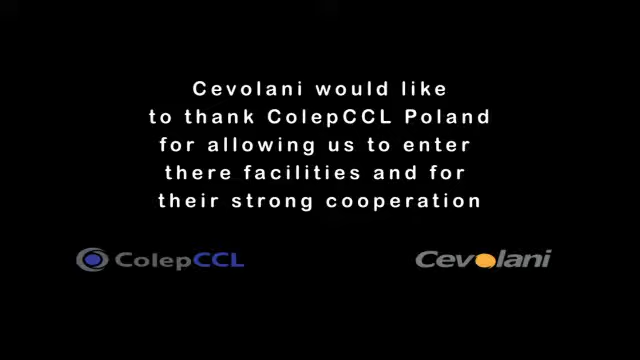 Cevolani would like
to thank ColepCCL Poland
for allowing us to enter
there facilities and for
their strong cooperation
ColepCCL
Cevolani